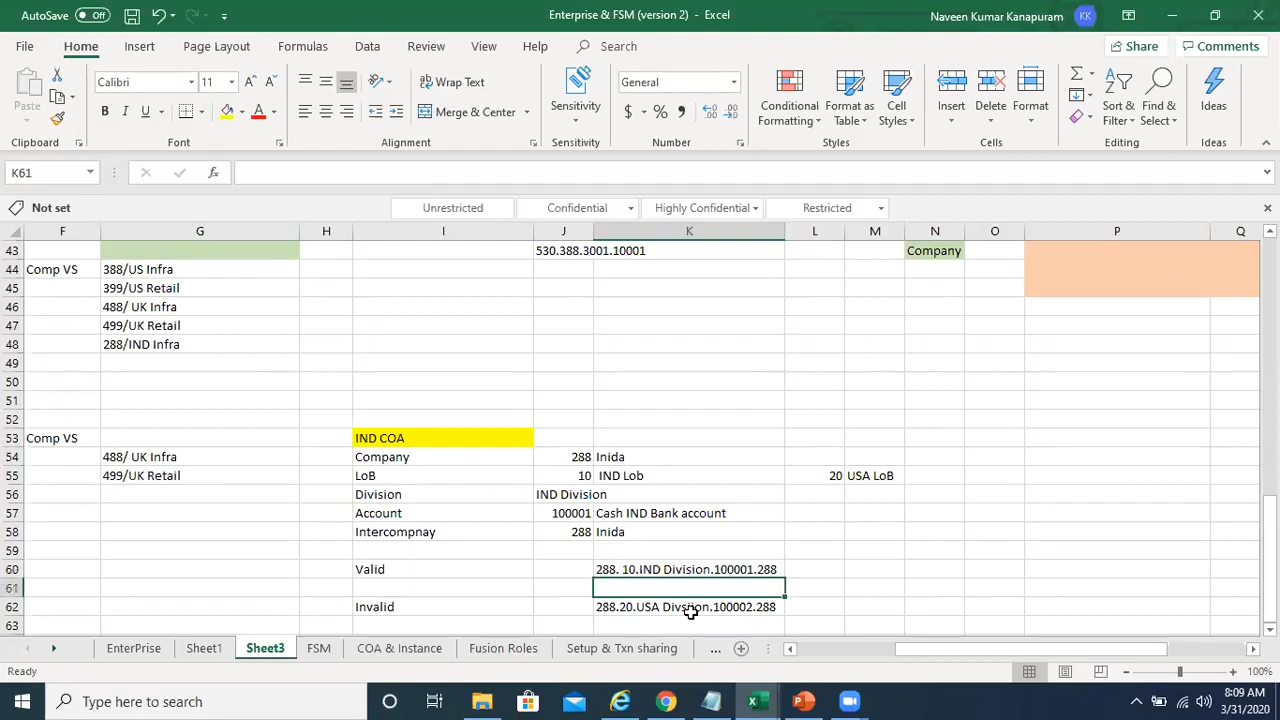 AutoSave Off
Enterprise & FSM (version 2) - Excel
Naveen Kumar Kanapuram KK
File Home Insert Page Layout Formulas Data Review View Help Search
Share Comments
Paste
Calibri 11
B I U
Wrap Text
Merge & Center
Sensitivity
General
$ %
Conditional Formatting
Format as Table
Cell Styles
Insert Delete Format
Sort & Filter
Find & Select
Ideas
Clipboard Font Alignment Sensitivity Number Styles Cells Editing Ideas
K61
fx
Not set
Unrestricted Confidential Highly Confidential Restricted
F G H I J K L M N O P Q
43 530.388.3001.10001 Company
44 Comp VS 388/US Infra
45 399/US Retail
46 488/ UK Infra
47 499/UK Retail
48 288/IND Infra
49
50
51
52
53 Comp VS IND COA
54 488/ UK Infra Company 288 Inida
55 499/UK Retail LoB 10 IND Lob 20 USA LoB
56 Division IND Division
57 Account 100001 Cash IND Bank account
58 Intercompnay 288 Inida
59
60 Valid 288. 10.IND Division.100001.288
61
62 Invalid 288.20.USA Division.100002.288
63
EnterPrise Sheet1 Sheet3 FSM COA & Instance Fusion Roles Setup & Txn sharing ...
Ready
100%
Type here to search
8:09 AM
3/31/2020